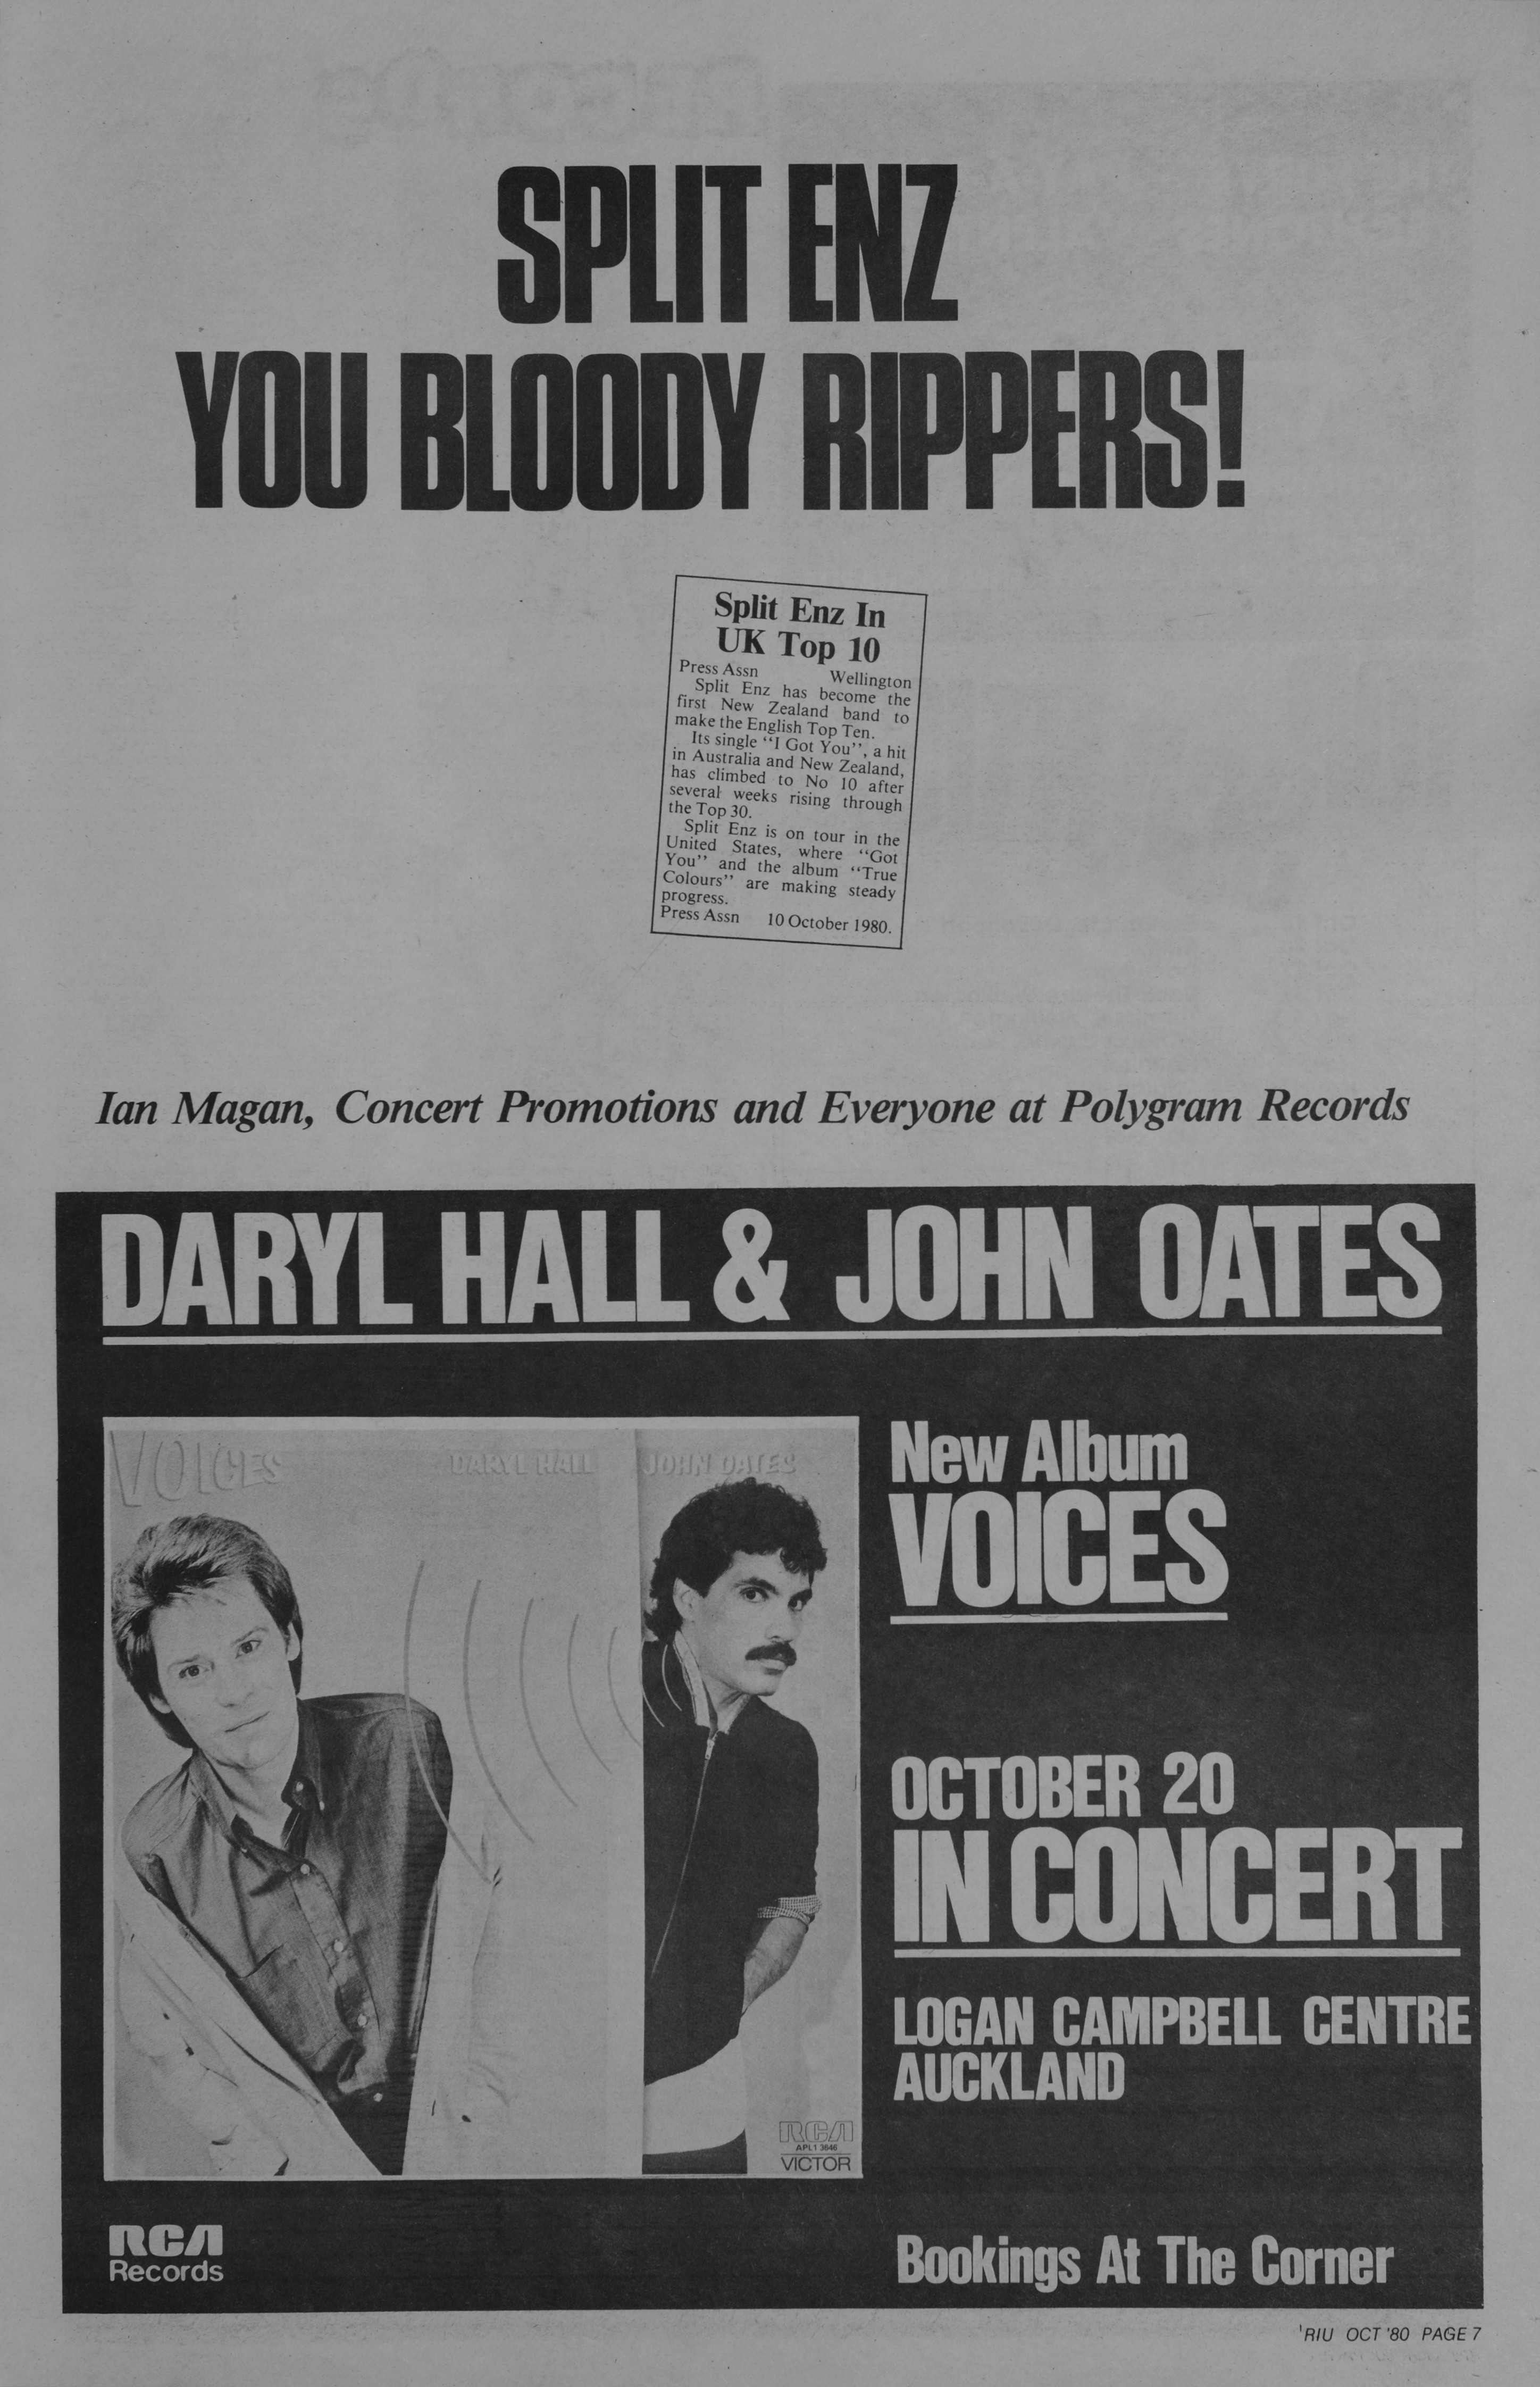 SPLIT ENZ
YOU BLOODY RIPPERS!
Split Enz In
UK Top 10
Press Assn Wellington
Split Enz has become the
first New Zealand band to
make the English Top Ten.
Its single “I Got You”, a hit
in Australia and New Zealand,
has climbed to No 10 after
several weeks rising through
the Top 30.
Split Enz is on tour in the
United States, where “Got
You” and the album “True
Colours” are making steady
progress.
Press Assn 10 October 1980.
Ian Magan, Concert Promotions and Everyone at Polygram Records
DARYL HALL & JOHN OATES
VOICES DARYL HALL JOHN OATES
New Album
VOICES
OCTOBER 20
IN CONCERT
LOGAN CAMPBELL CENTRE
AUCKLAND
RCA
APL1 3646
VICTOR
RCA
Records
Bookings At The Corner
'RIU OCT '80 PAGE 7